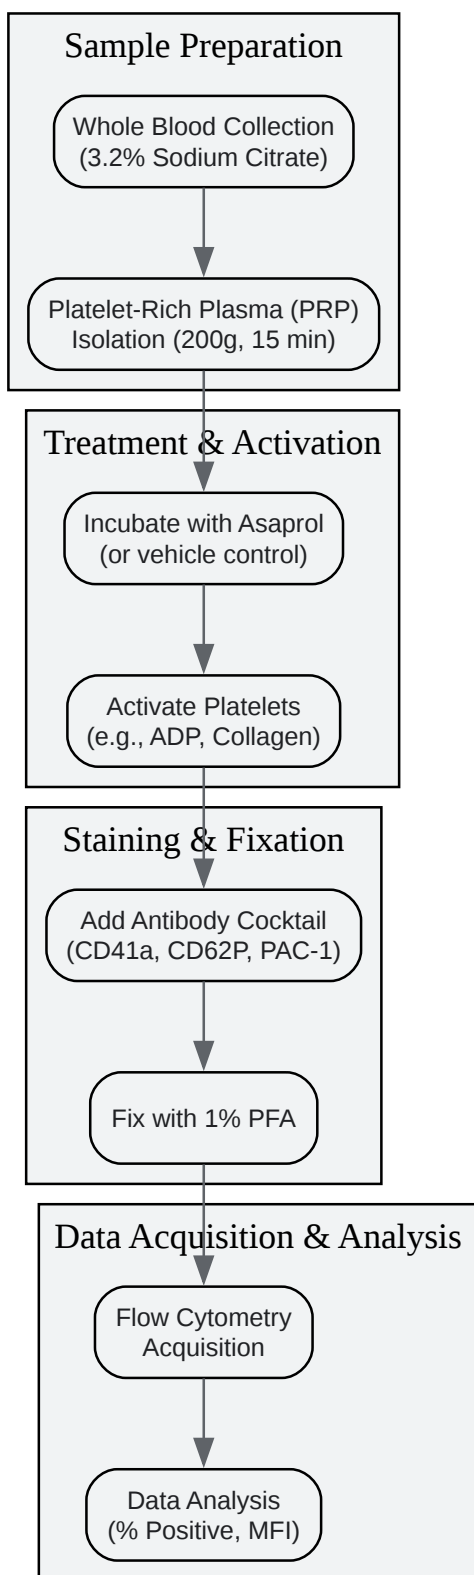 Sample Preparation
Whole Blood Collection
(3.2% Sodium Citrate)
Platelet-Rich Plasma (PRP)
Isolation (200g, 15 min)
Treatment & Activation
Incubate with Asaprol
(or vehicle control)
Activate Platelets
(e.g., ADP, Collagen)
Staining & Fixation
Add Antibody Cocktail
(CD41a, CD62P, PAC-1)
Fix with 1% PFA
Data Acquisition & Analysis
Flow Cytometry
Acquisition
Data Analysis
(% Positive, MFI)